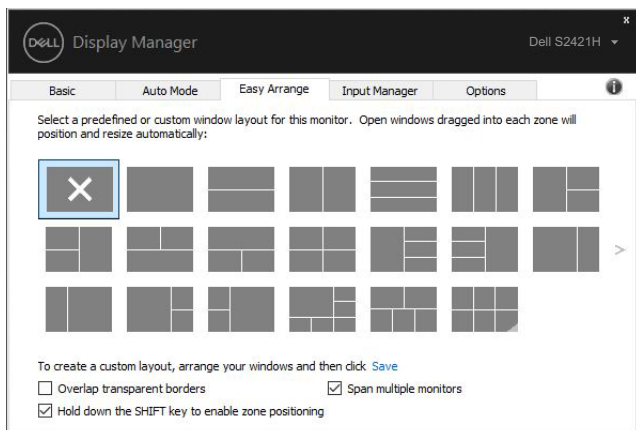 x
DELL Display Manager Dell S2421H
Basic Auto Mode Easy Arrange Input Manager Options
Select a predefined or custom window layout for this monitor. Open windows dragged into each zone will
position and resize automatically:
To create a custom layout, arrange your windows and then click Save
Overlap transparent borders Span multiple monitors
Hold down the SHIFT key to enable zone positioning